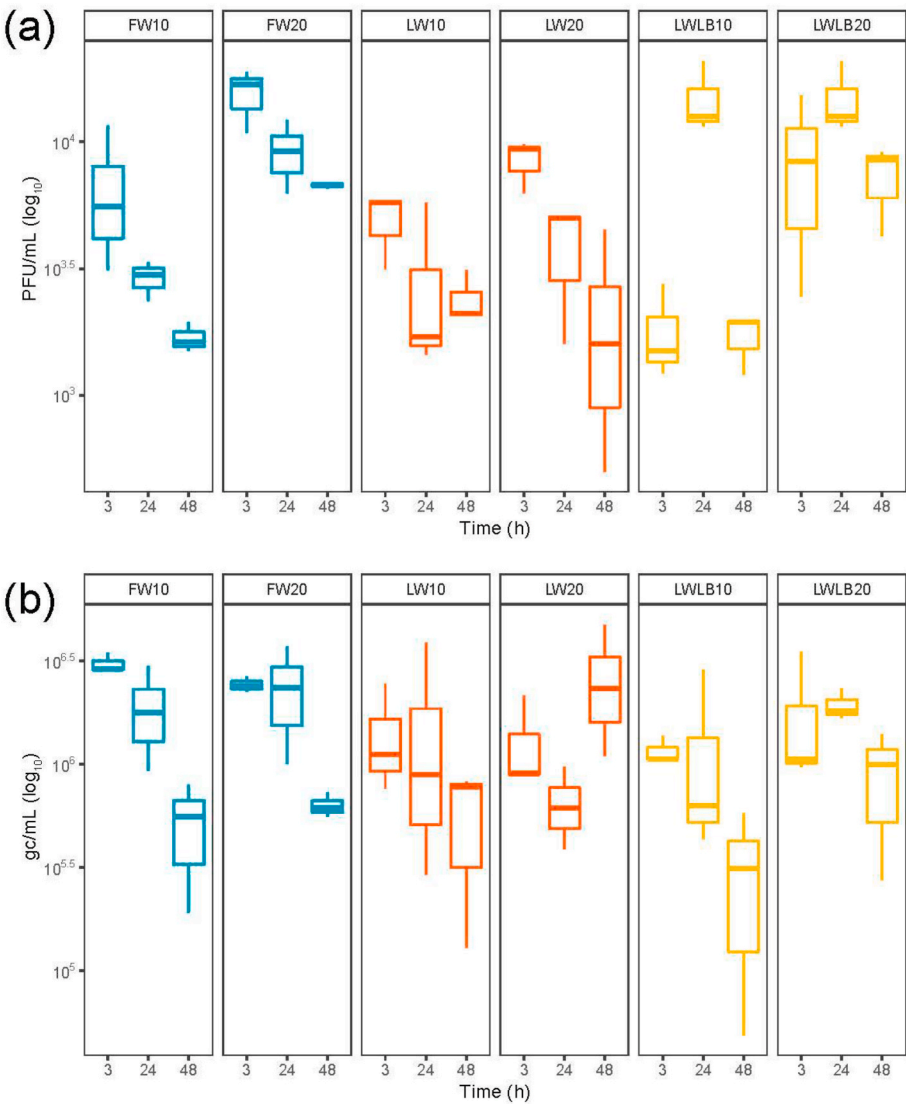 (a)
FW10 FW20 LW10 LW20 LWLB10 LWLB20
PFU/mL (log10)
10^4
10^3.5
10^3
3 24 48 3 24 48 3 24 48 3 24 48 3 24 48 3 24 48
Time (h)
(b)
FW10 FW20 LW10 LW20 LWLB10 LWLB20
gc/mL (log10)
10^6.5
10^6
10^5.5
10^5
3 24 48 3 24 48 3 24 48 3 24 48 3 24 48 3 24 48
Time (h)